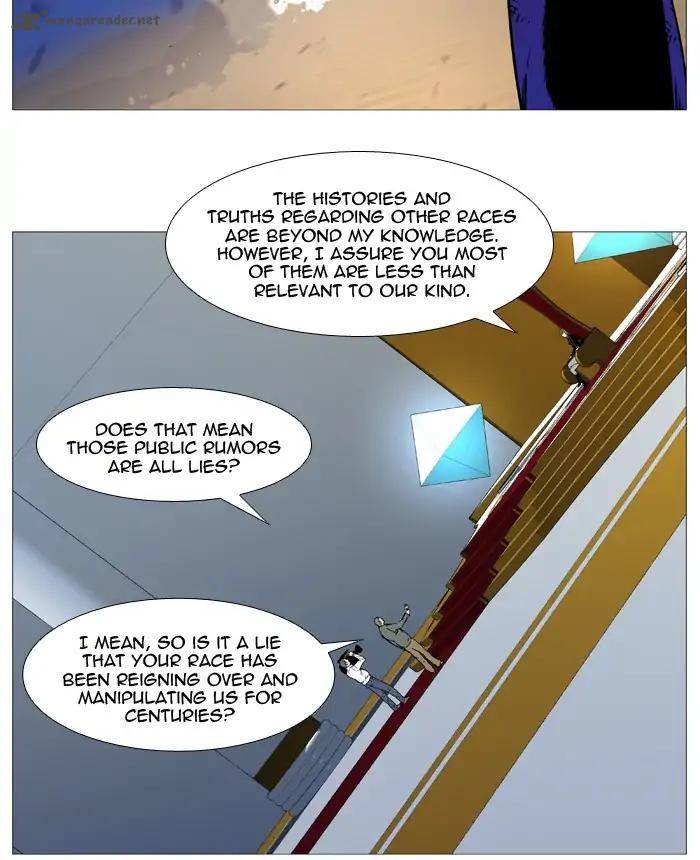 mangareader.net
THE HISTORIES AND
TRUTHS REGARDING OTHER RACES
ARE BEYOND MY KNOWLEDGE.
HOWEVER, I ASSURE YOU MOST
OF THEM ARE LESS THAN
RELEVANT TO OUR KIND.
DOES THAT MEAN
THOSE PUBLIC RUMORS
ARE ALL LIES?
I MEAN, SO IS IT A LIE
THAT YOUR RACE HAS
BEEN REIGNING OVER AND
MANIPULATING US FOR
CENTURIES?